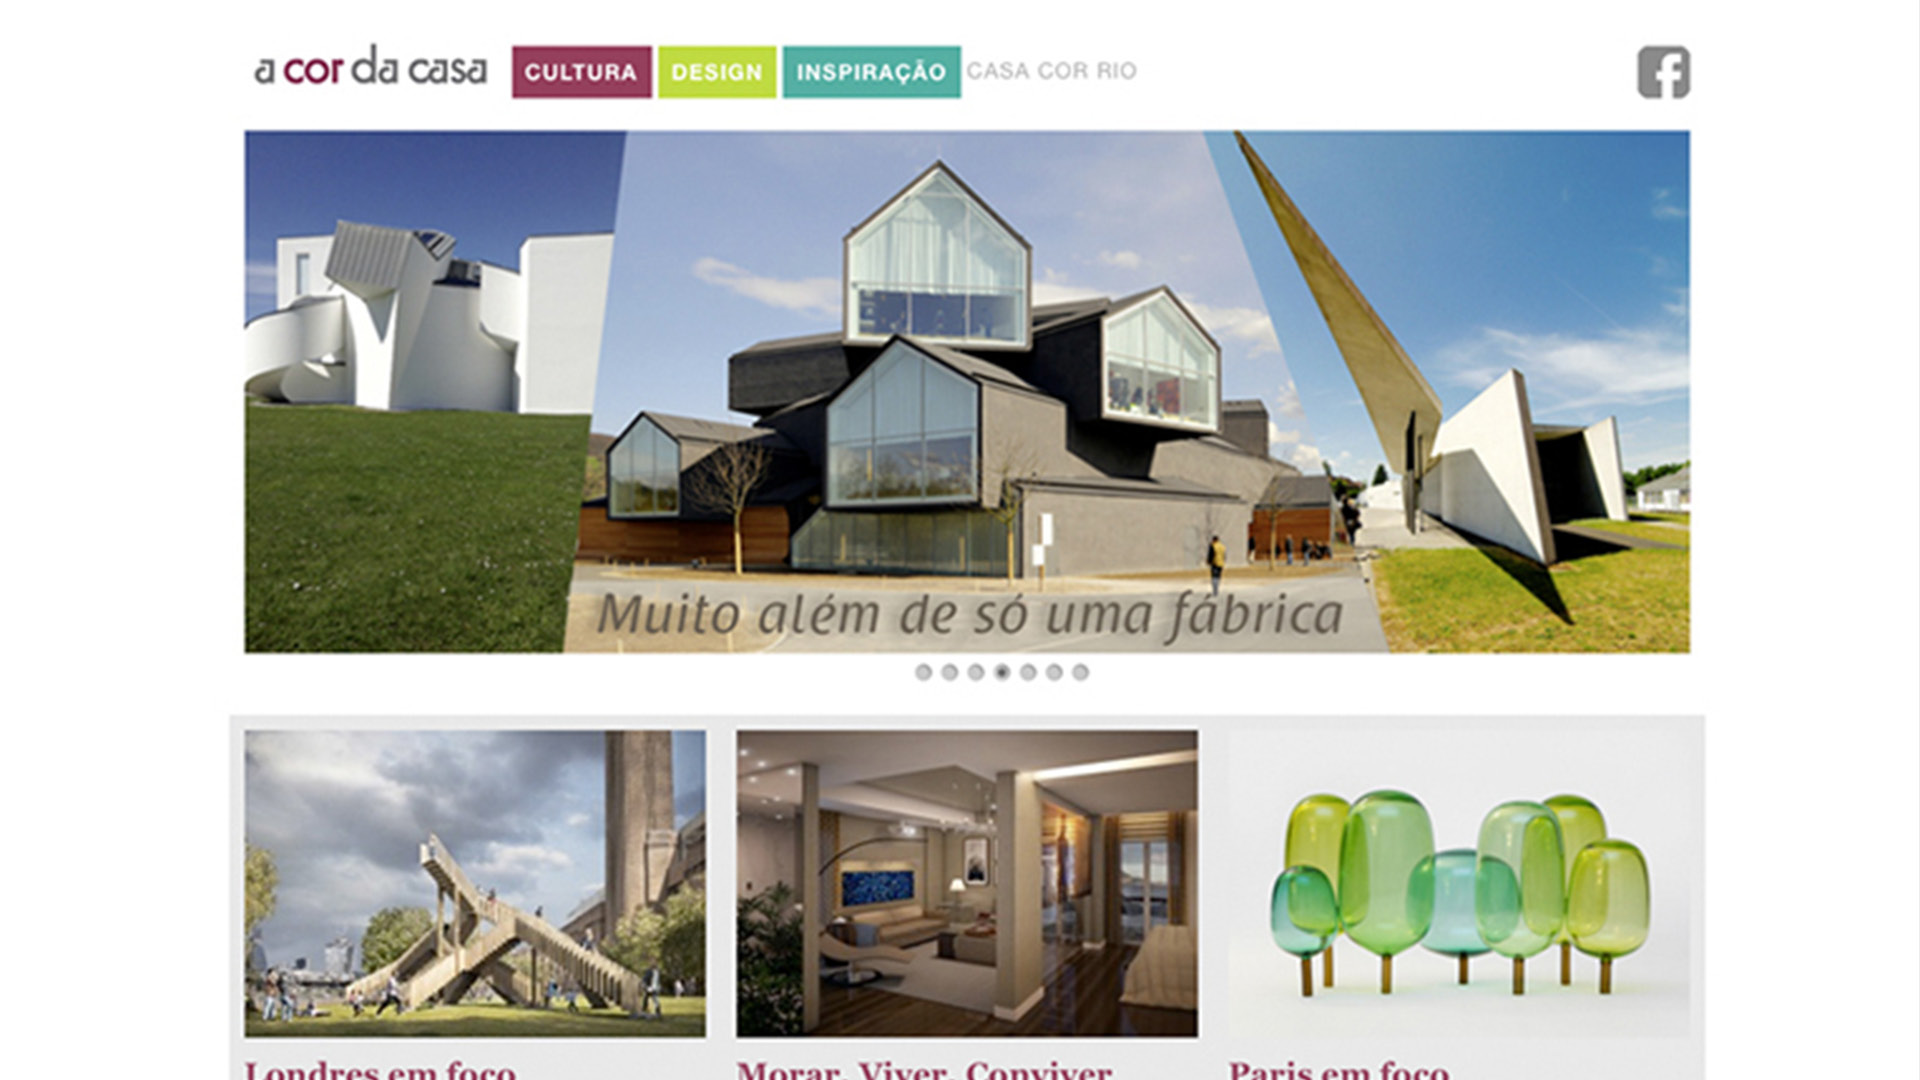 a cor da casa
CULTURA
DESIGN
INSPIRAÇÃO
CASA COR RIO
f
Muito além de só uma fábrica
Londres em foco
Morar, Viver, Conviver
Paris em foco